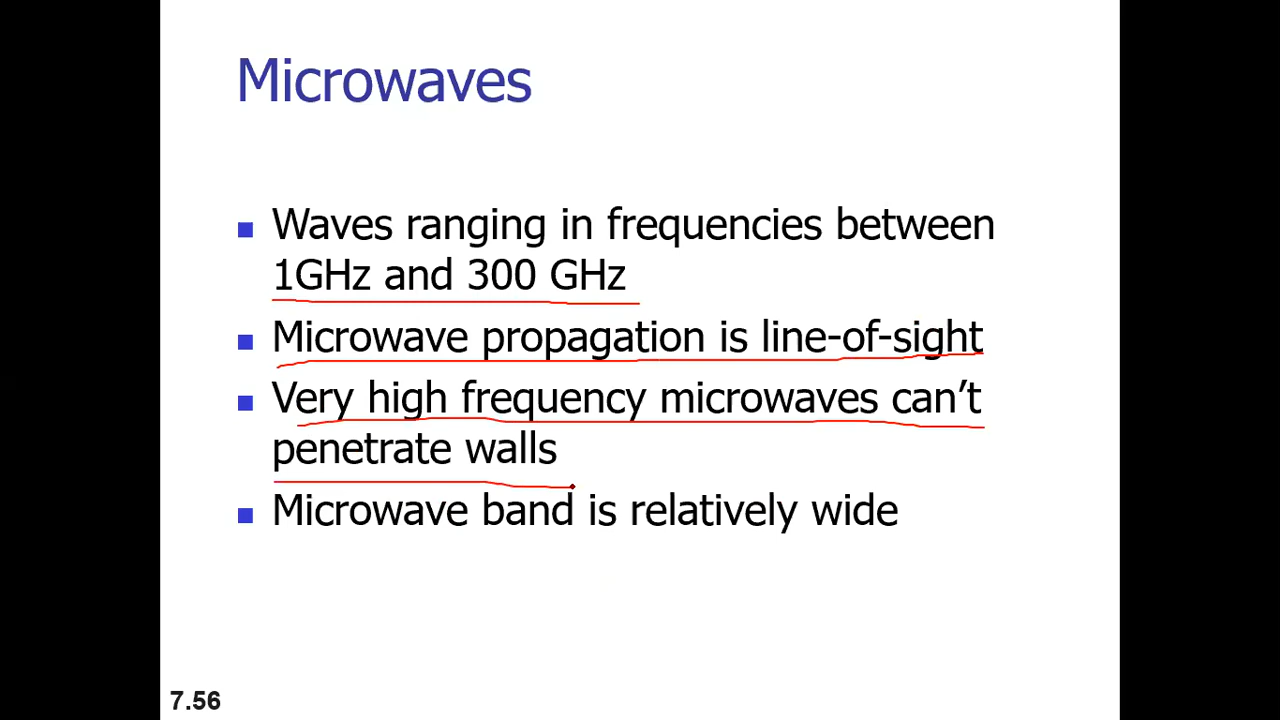 Microwaves
Waves ranging in frequencies between
1GHz and 300 GHz
Microwave propagation is line-of-sight
Very high frequency microwaves can’t
penetrate walls
Microwave band is relatively wide
7.56